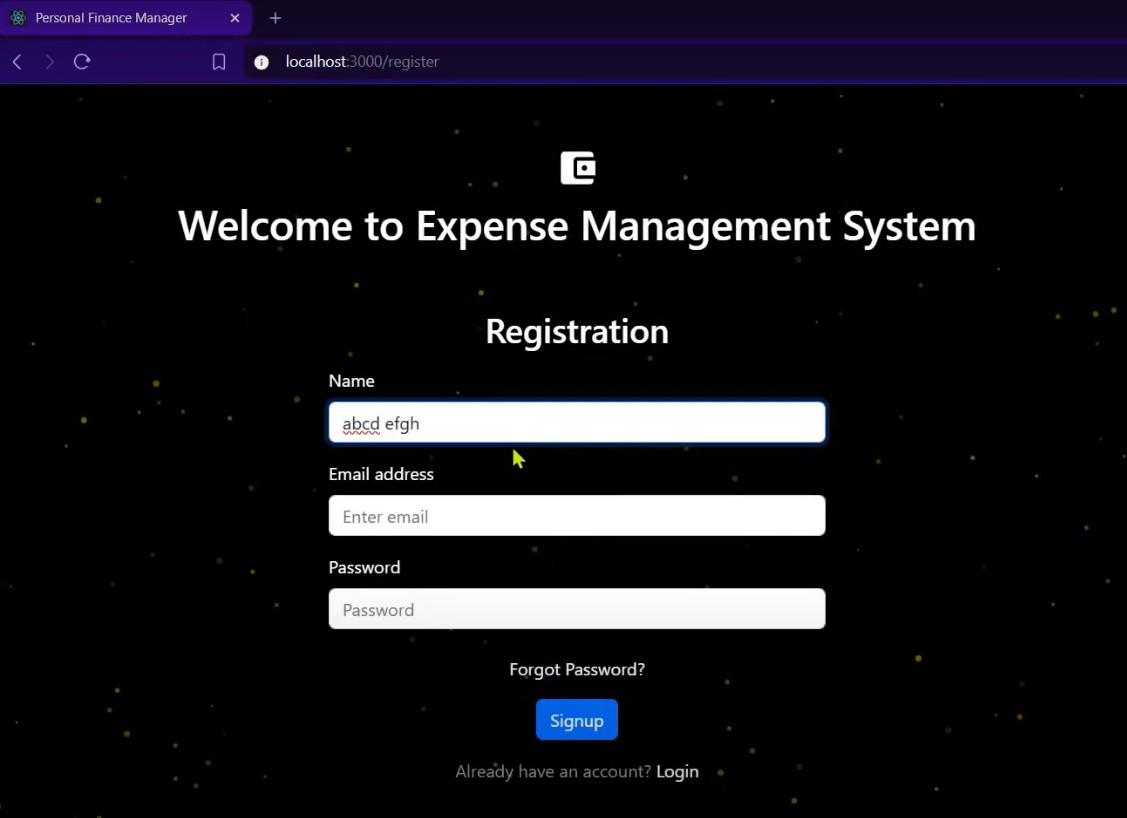 Personal Finance Manager
localhost:3000/register
Welcome to Expense Management System
Registration
Name
abcd efgh
Email address
Enter email
Password
Password
Forgot Password?
Signup
Already have an account? Login